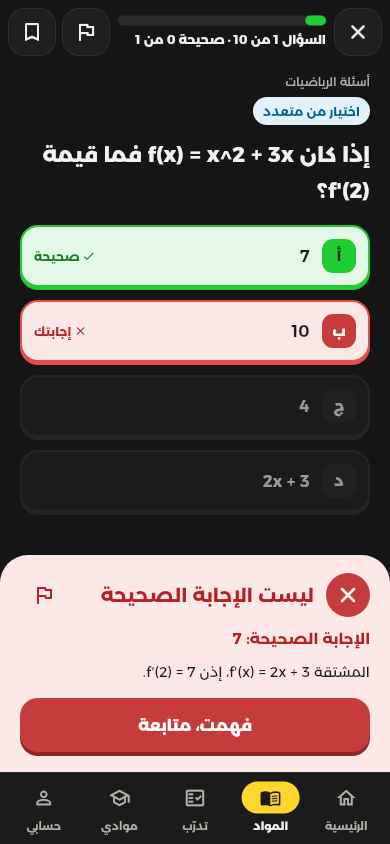 السؤال 1 من 10 · صحيحة 0 من 1
أسئلة الرياضيات
اختيار من متعدد
إذا كان f(x) = x^2 + 3x فما قيمة
f'(2)؟
أ 7 صحيحة
ب 10 إجابتك
ج 4
د 2x + 3
ليست الإجابة الصحيحة
الإجابة الصحيحة: 7
المشتقة f'(x) = 2x + 3، إذن f'(2) = 7.
فهمت، متابعة
الرئيسية المواد تدرّب موادي حسابي